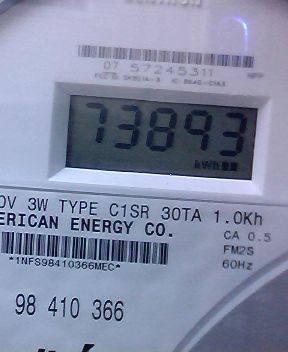 07 57245311
73893
kWh
0V 3W TYPE C1SR 30TA 1.0Kh
ERICAN ENERGY CO.
CA 0.5
FM2S
*1NFS98410366MEC*
60Hz
98 410 366